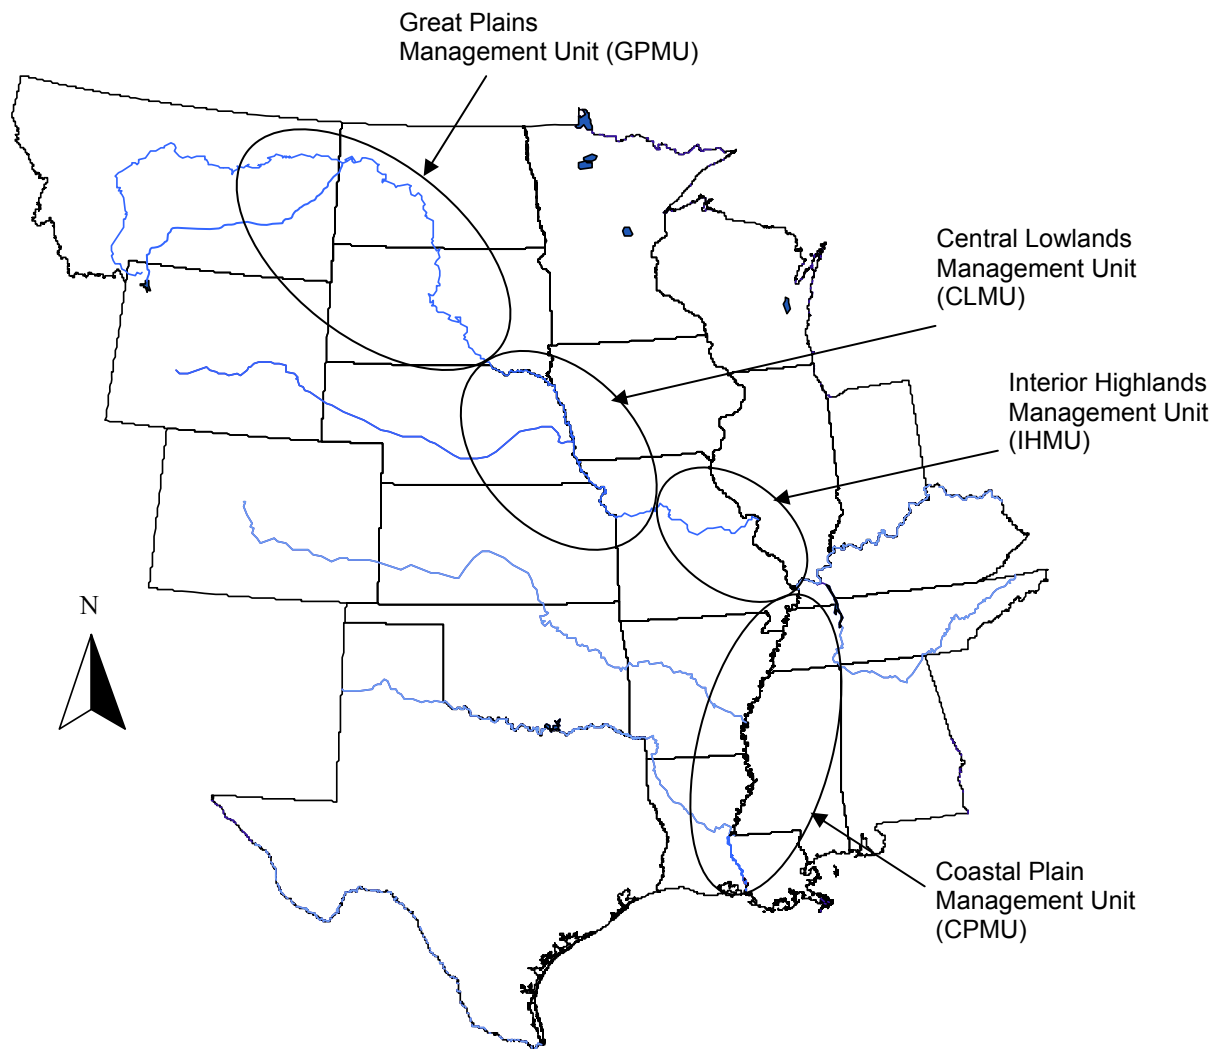 Great Plains
Management Unit (GPMU)
Central Lowlands
Management Unit
(CLMU)
Interior Highlands
Management Unit
(IHMU)
N
Coastal Plain
Management Unit
(CPMU)